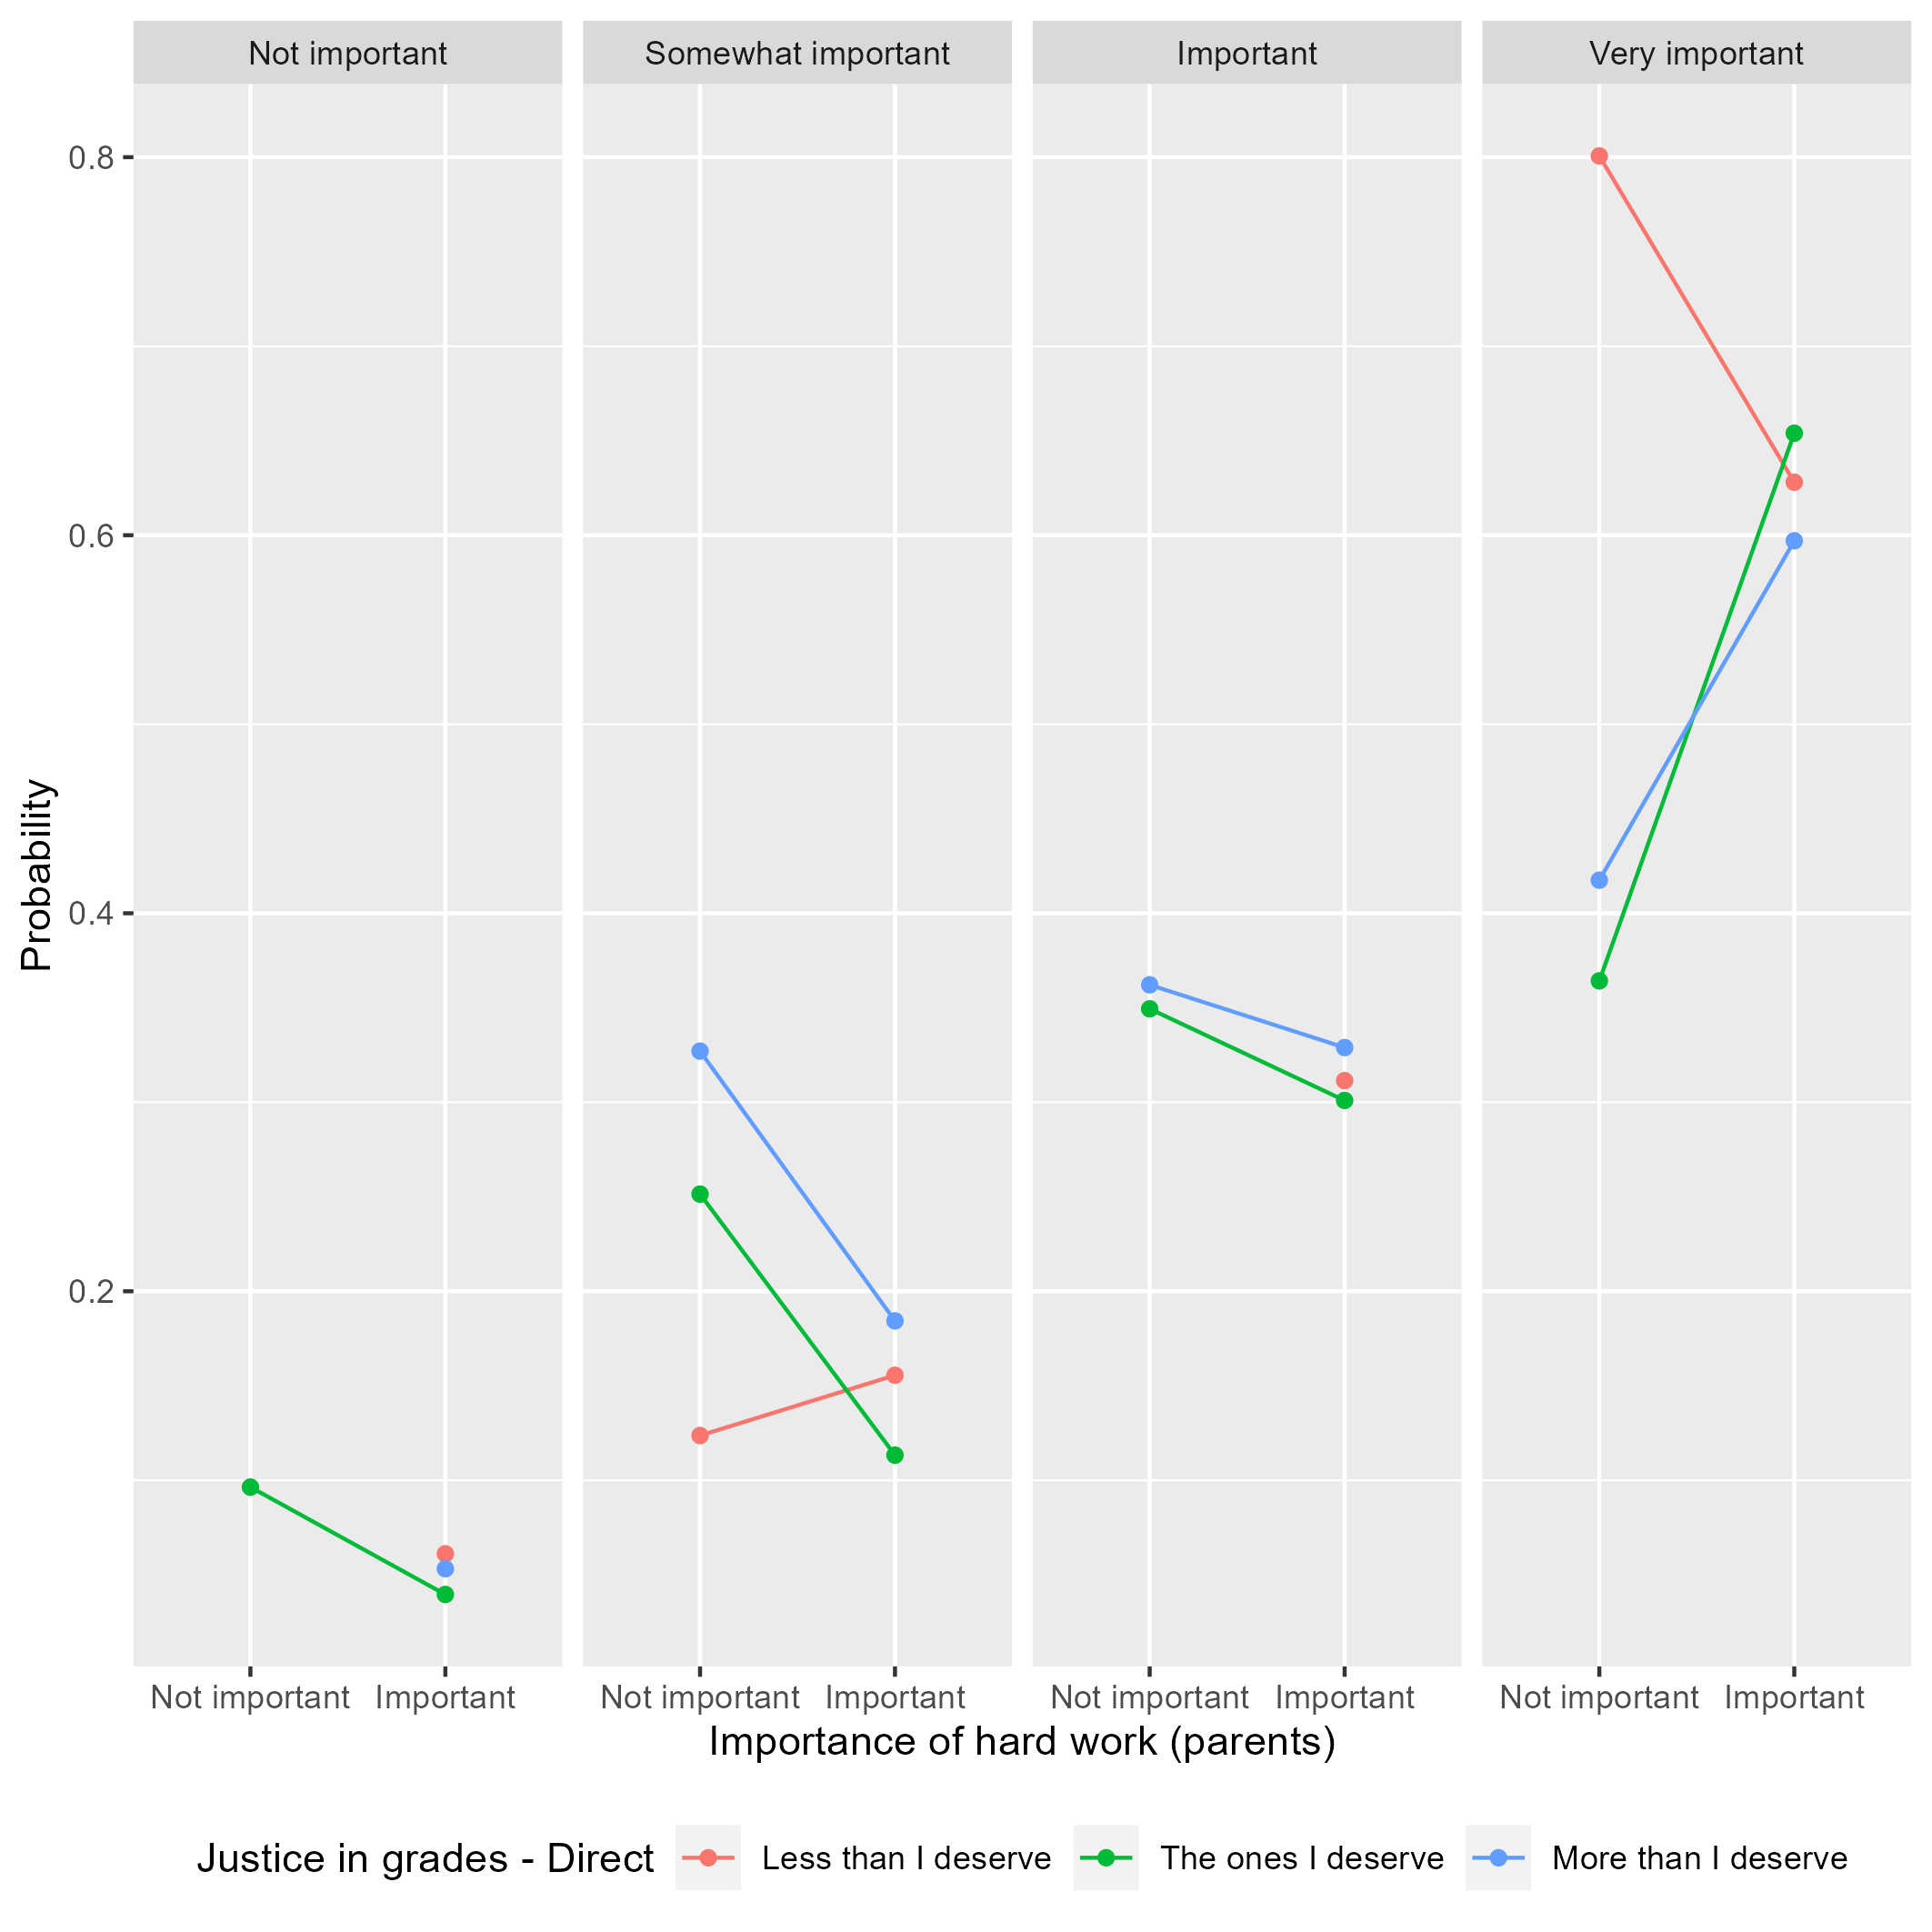 Not important Somewhat important Important Very important
0.8
0.6
0.4
0.2
Probability
Not important Important Not important Important Not important Important Not important Important
Importance of hard work (parents)
Justice in grades - Direct Less than I deserve The ones I deserve More than I deserve